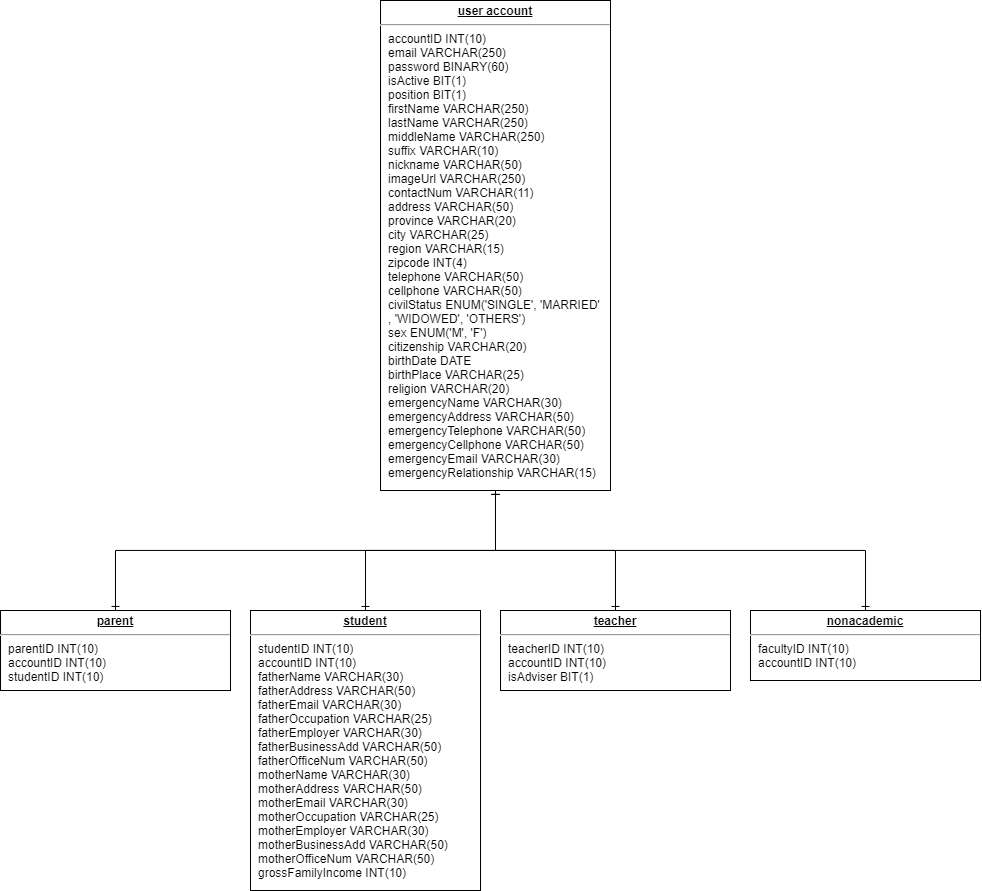 user account
accountID INT(10)
email VARCHAR(250)
password BINARY(60)
isActive BIT(1)
position BIT(1)
firstName VARCHAR(250)
lastName VARCHAR(250)
middleName VARCHAR(250)
suffix VARCHAR(10)
nickname VARCHAR(50)
imageUrl VARCHAR(250)
contactNum VARCHAR(11)
address VARCHAR(50)
province VARCHAR(20)
city VARCHAR(25)
region VARCHAR(15)
zipcode INT(4)
telephone VARCHAR(50)
cellphone VARCHAR(50)
civilStatus ENUM('SINGLE', 'MARRIED'
, 'WIDOWED', 'OTHERS')
sex ENUM('M', 'F')
citizenship VARCHAR(20)
birthDate DATE
birthPlace VARCHAR(25)
religion VARCHAR(20)
emergencyName VARCHAR(30)
emergencyAddress VARCHAR(50)
emergencyTelephone VARCHAR(50)
emergencyCellphone VARCHAR(50)
emergencyEmail VARCHAR(30)
emergencyRelationship VARCHAR(15)
parent
parentID INT(10)
accountID INT(10)
studentID INT(10)
student
studentID INT(10)
accountID INT(10)
fatherName VARCHAR(30)
fatherAddress VARCHAR(50)
fatherEmail VARCHAR(30)
fatherOccupation VARCHAR(25)
fatherEmployer VARCHAR(30)
fatherBusinessAdd VARCHAR(50)
fatherOfficeNum VARCHAR(50)
motherName VARCHAR(30)
motherAddress VARCHAR(50)
motherEmail VARCHAR(30)
motherOccupation VARCHAR(25)
motherEmployer VARCHAR(30)
motherBusinessAdd VARCHAR(50)
motherOfficeNum VARCHAR(50)
grossFamilyIncome INT(10)
teacher
teacherID INT(10)
accountID INT(10)
isAdviser BIT(1)
nonacademic
facultyID INT(10)
accountID INT(10)